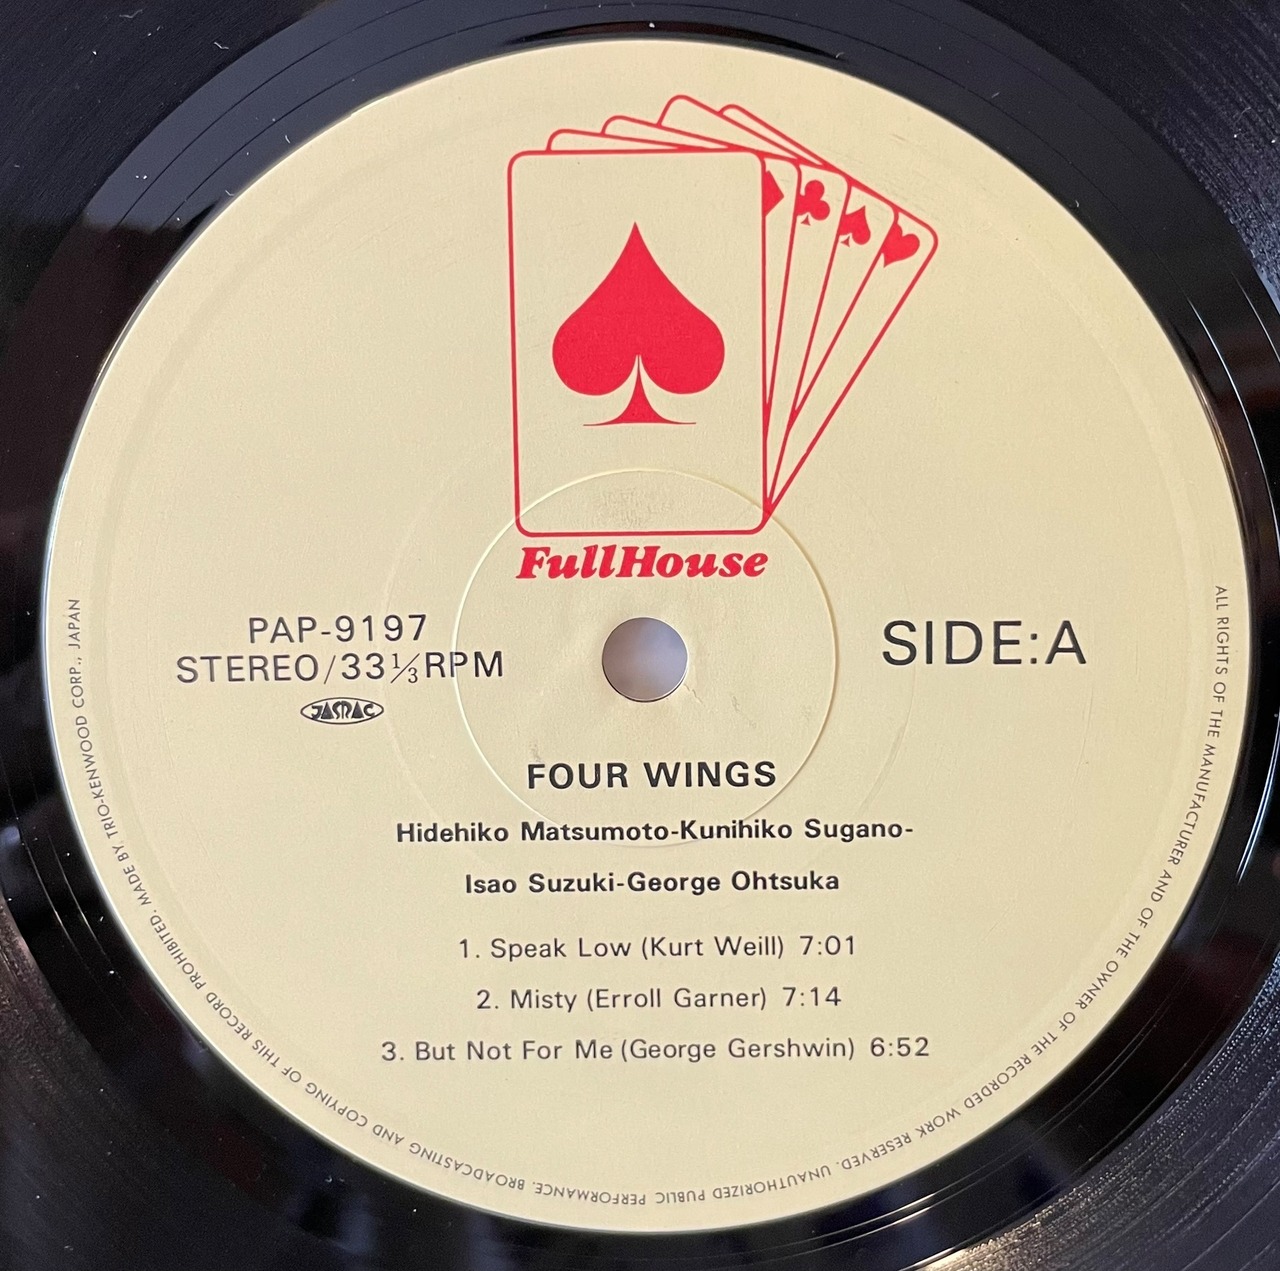 FullHouse
PAP-9197
STEREO/33⅓RPM
JASRAC
SIDE:A
FOUR WINGS
Hidehiko Matsumoto-Kunihiko Sugano-
Isao Suzuki-George Ohtsuka
1. Speak Low (Kurt Weill) 7:01
2. Misty (Erroll Garner) 7:14
3. But Not For Me (George Gershwin) 6:52
ALL RIGHTS OF THE MANUFACTURER AND OF THE OWNER OF THE RECORDED WORK RESERVED. UNAUTHORIZED PUBLIC PERFORMANCE. BROADCASTING AND COPYING OF THIS RECORD PROHIBITED. MADE BY TRIO-KENWOOD CORP., JAPAN